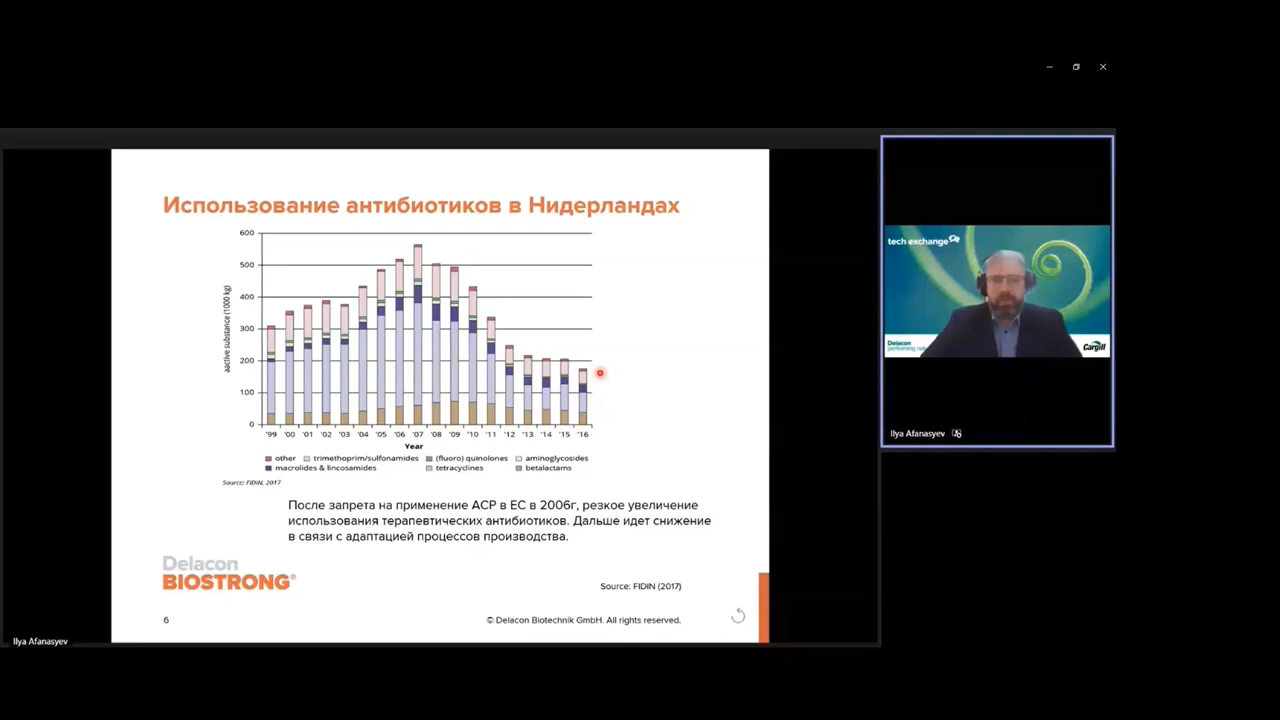 Использование антибиотиков в Нидерландах
600
500
400
300
200
100
0
aactive substance (1000 kg)
'99 '00 '01 '02 '03 '04 '05 '06 '07 '08 '09 '10 '11 '12 '13 '14 '15 '16
Year
other trimethoprim/sulfonamides (fluoro) quinolones aminoglycosides
macrolides & lincosamides tetracyclines betalactams
Source: FIDIN, 2017
После запрета на применение АСР в ЕС в 2006г, резкое увеличение
использования терапевтических антибиотиков. Дальше идет снижение
в связи с адаптацией процессов производства.
Delacon
BIOSTRONG®
Source: FIDIN (2017)
6
© Delacon Biotechnik GmbH. All rights reserved.
Ilya Afanasyev
tech exchange
Delacon
performing
Cargill
Ilya Afanasyev